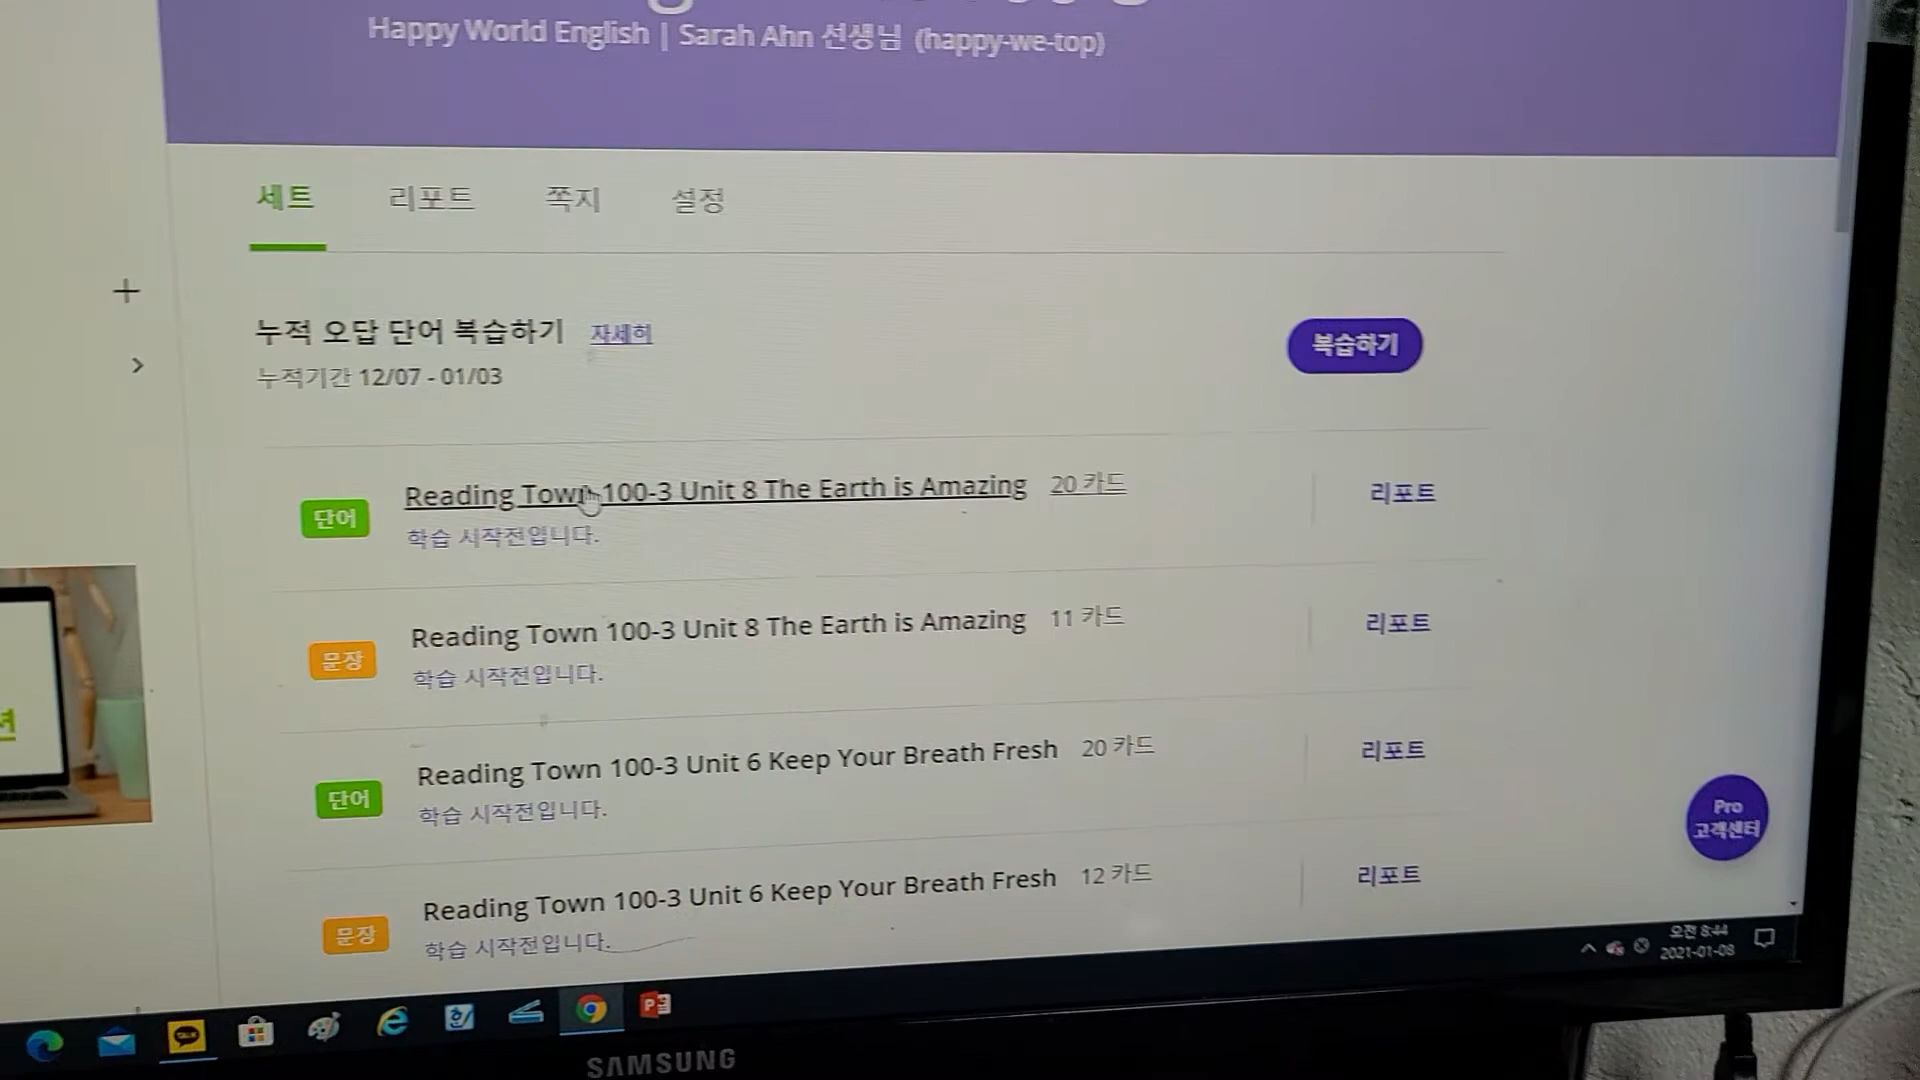 Happy World English | Sarah Ahn 선생님 (happy-we-top)
세트 리포트 쪽지 설정
누적 오답 단어 복습하기 자세히
복습하기
누적기간 12/07 - 01/03
단어 Reading Town 100-3 Unit 8 The Earth is Amazing 20 카드 리포트
학습 시작전입니다.
문장 Reading Town 100-3 Unit 8 The Earth is Amazing 11 카드 리포트
학습 시작전입니다.
단어 Reading Town 100-3 Unit 6 Keep Your Breath Fresh 20 카드 리포트
학습 시작전입니다.
문장 Reading Town 100-3 Unit 6 Keep Your Breath Fresh 12 카드 리포트
학습 시작전입니다.
Pro
고객센터
오전 8:44
2021-01-08
TALK
SAMSUNG